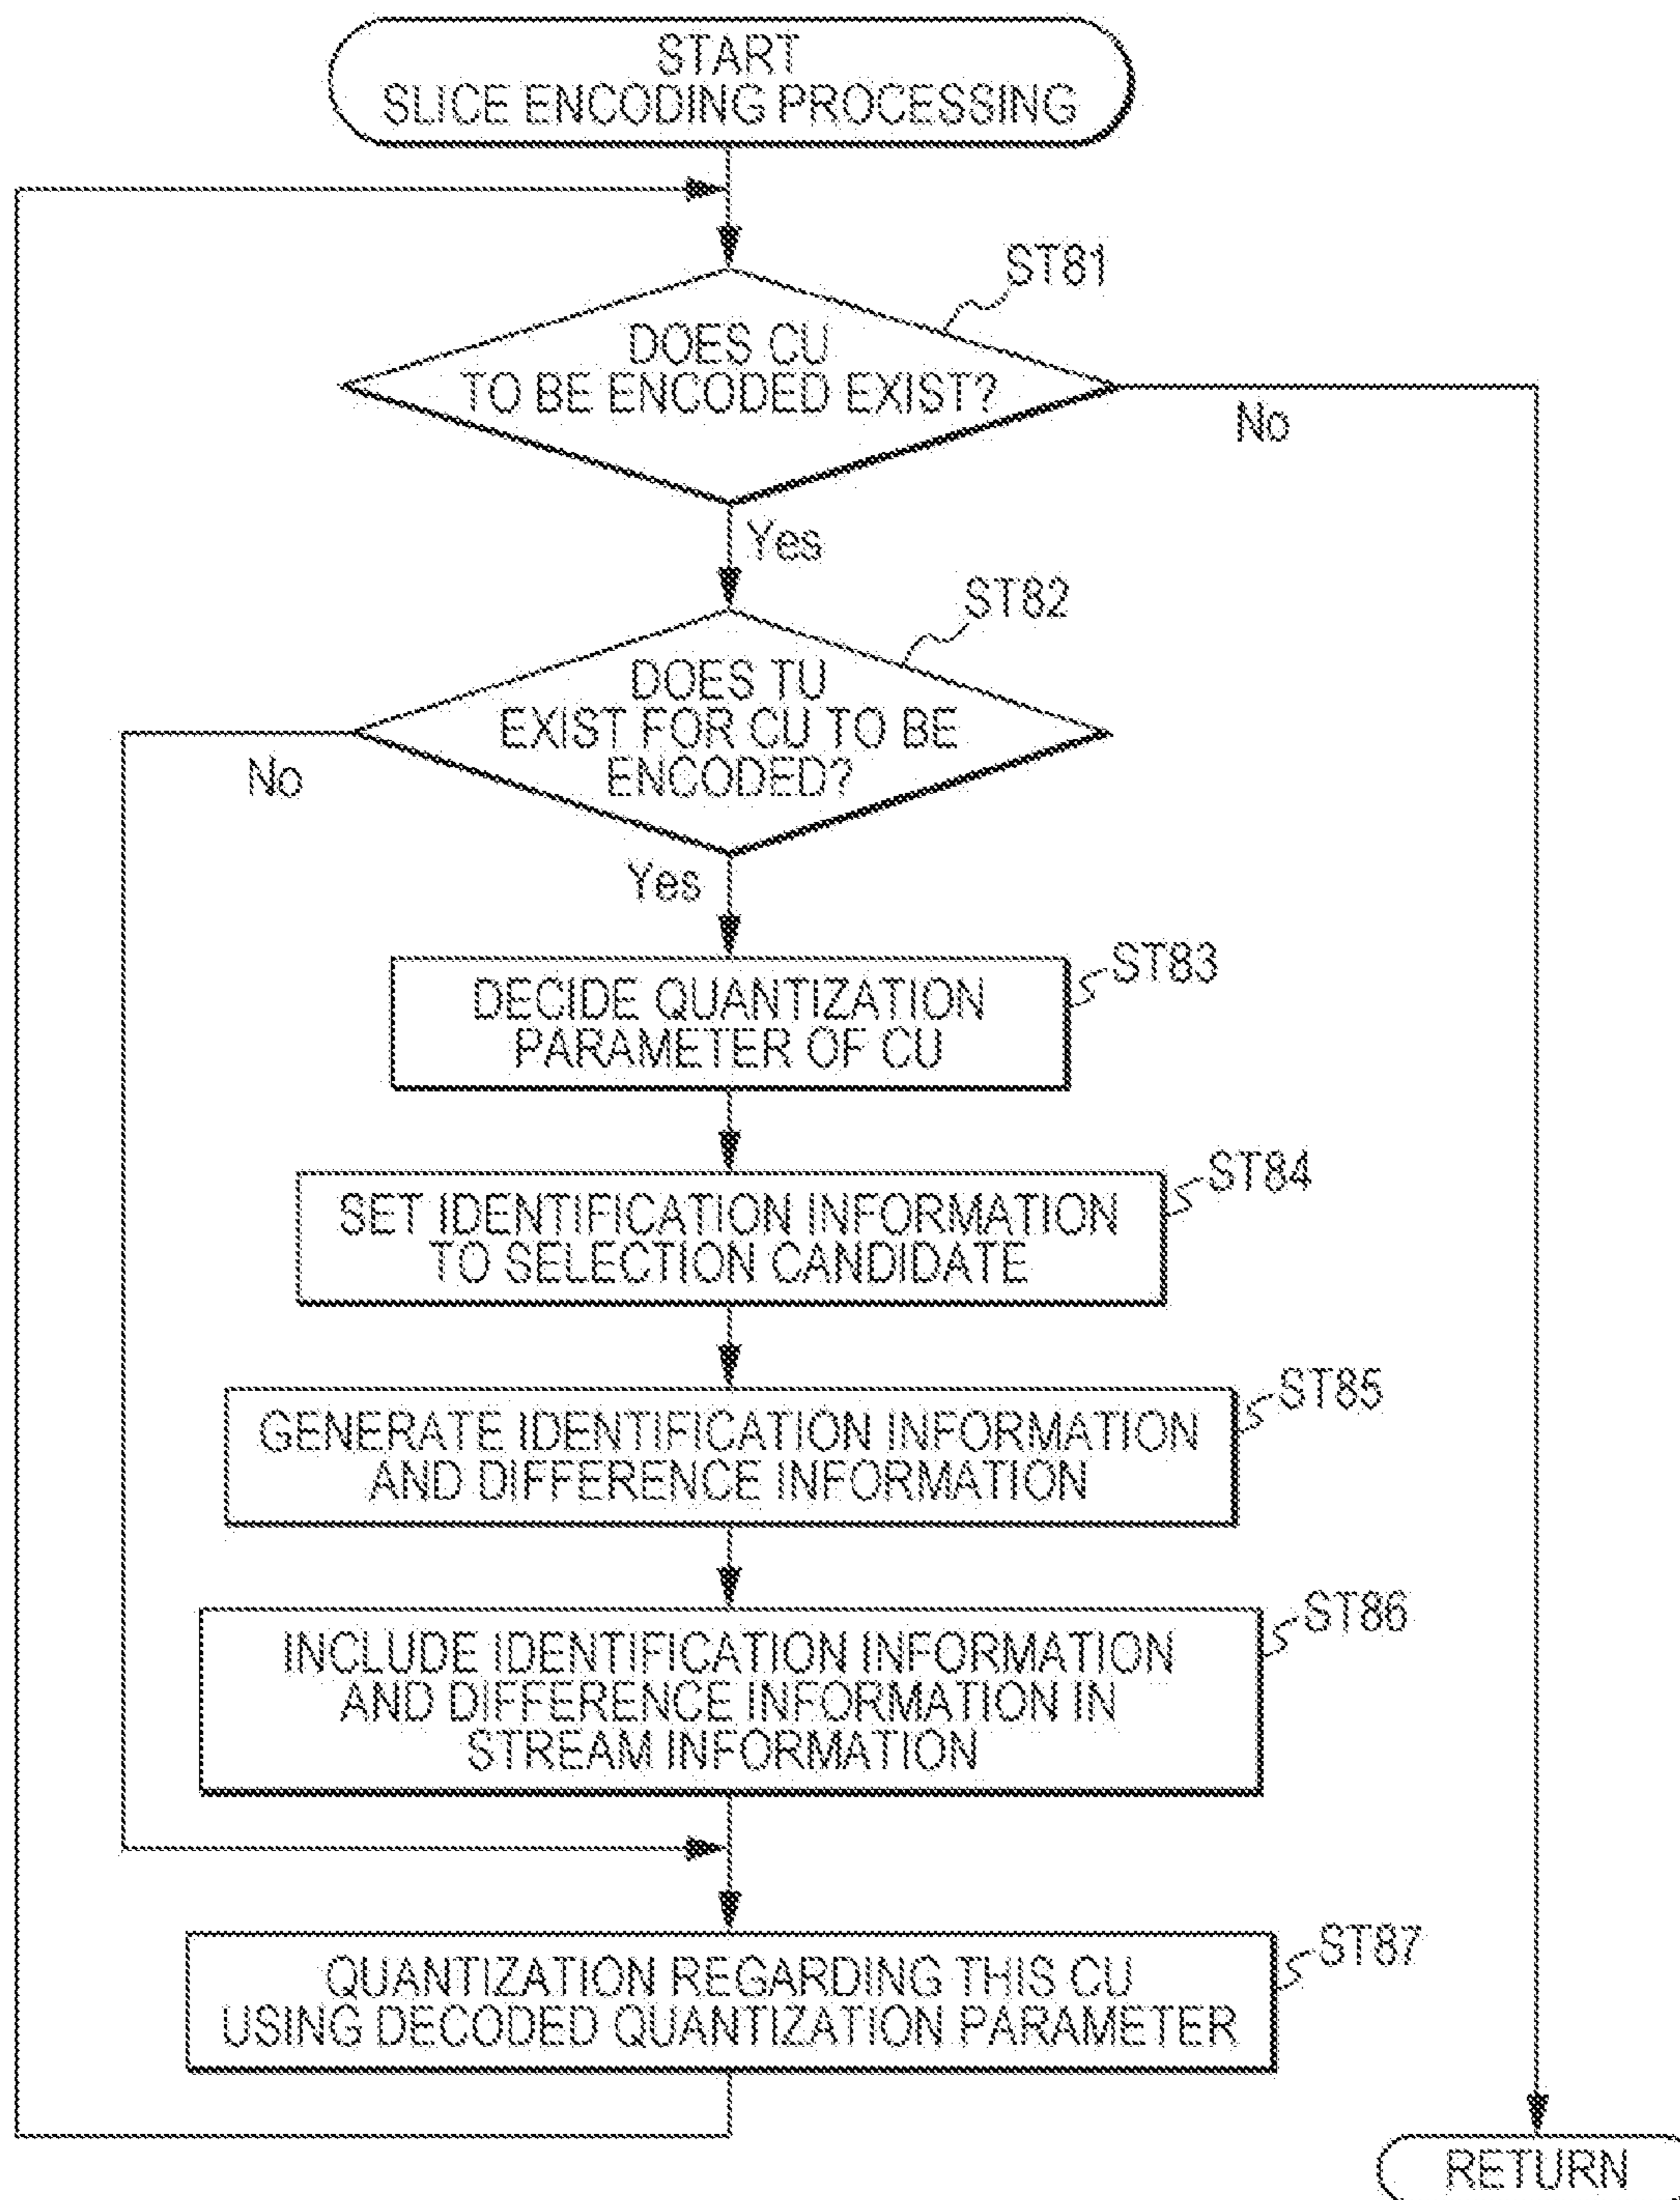 START
SLICE ENCODING PROCESSING
ST81
DOES CU
TO BE ENCODED EXIST?
No
Yes
ST82
DOES TU
EXIST FOR CU TO BE
ENCODED?
No
Yes
ST83
DECIDE QUANTIZATION
PARAMETER OF CU
ST84
SET IDENTIFICATION INFORMATION
TO SELECTION CANDIDATE
ST85
GENERATE IDENTIFICATION INFORMATION
AND DIFFERENCE INFORMATION
ST86
INCLUDE IDENTIFICATION INFORMATION
AND DIFFERENCE INFORMATION IN
STREAM INFORMATION
ST87
QUANTIZATION REGARDING THIS CU
USING DECODED QUANTIZATION PARAMETER
RETURN